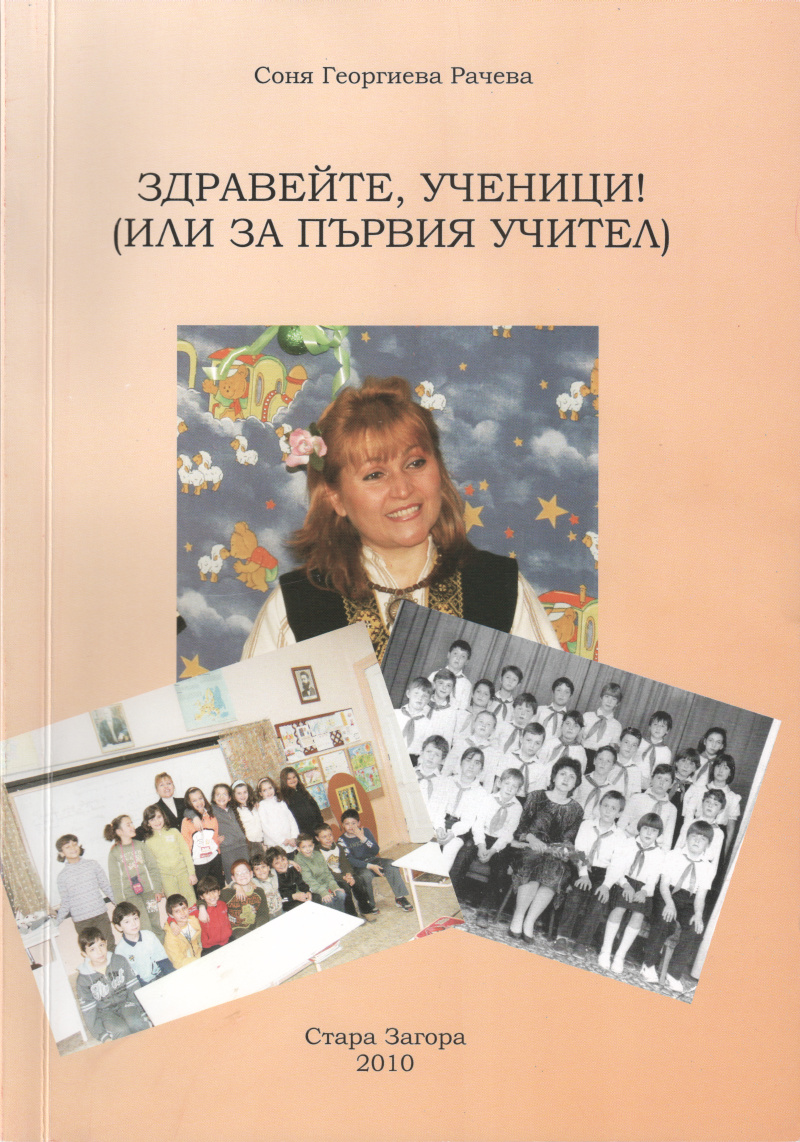 Соня Георгиева Рачева
ЗДРАВЕЙТЕ, УЧЕНИЦИ!
(ИЛИ ЗА ПЪРВИЯ УЧИТЕЛ)
Стара Загора
2010